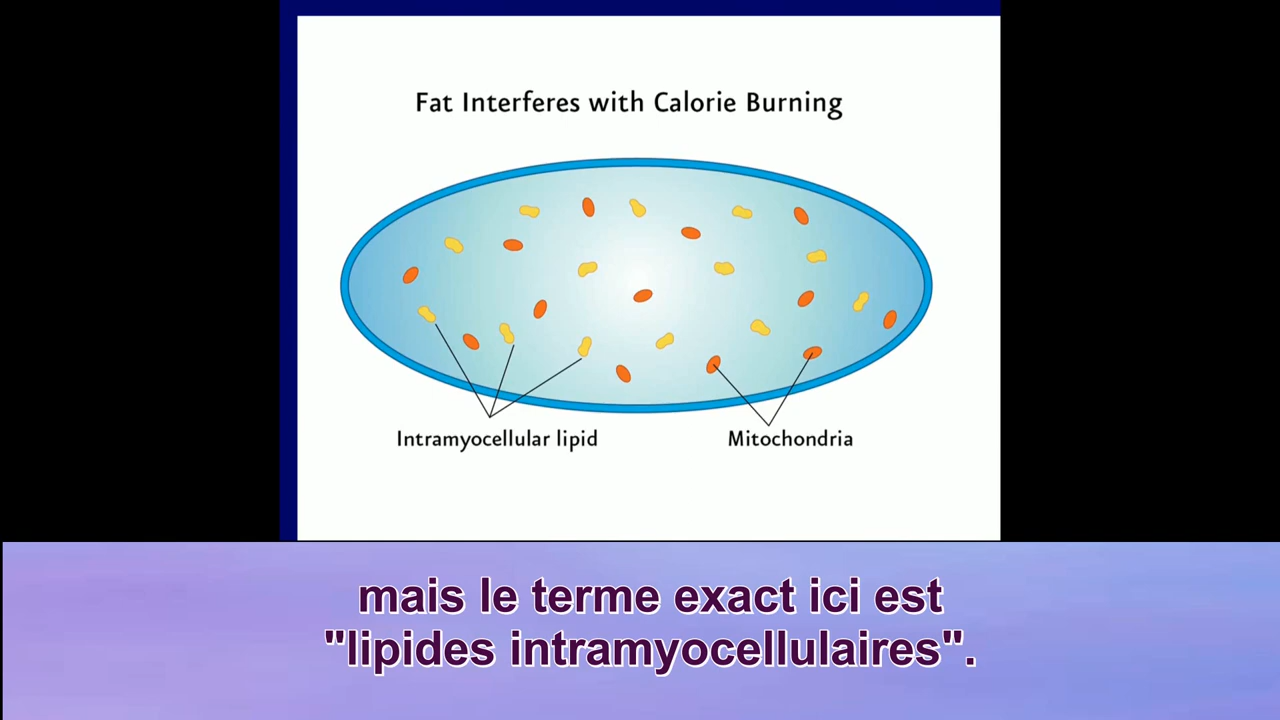 Fat Interferes with Calorie Burning
Intramyocellular lipid
Mitochondria
mais le terme exact ici est
"lipides intramyocellulaires".